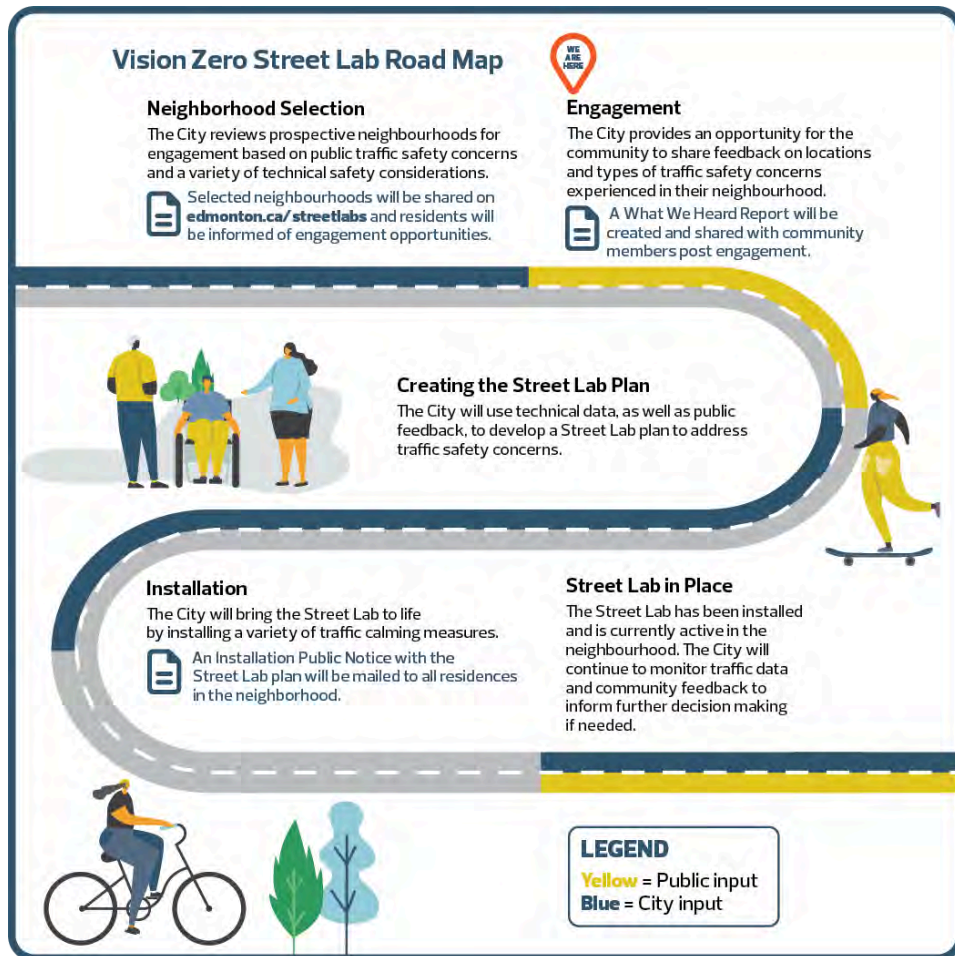 Vision Zero Street Lab Road Map
WE
ARE
HERE
Neighborhood Selection
The City reviews prospective neighbourhoods for
engagement based on public traffic safety concerns
and a variety of technical safety considerations.
Selected neighbourhoods will be shared on
edmonton.ca/streetlabs and residents will
be informed of engagement opportunities.
Engagement
The City provides an opportunity for the
community to share feedback on locations
and types of traffic safety concerns
experienced in their neighbourhood.
A What We Heard Report will be
created and shared with community
members post engagement.
Creating the Street Lab Plan
The City will use technical data, as well as public
feedback, to develop a Street Lab plan to address
traffic safety concerns.
Installation
The City will bring the Street Lab to life
by installing a variety of traffic calming measures.
An Installation Public Notice with the
Street Lab plan will be mailed to all residences
in the neighborhood.
Street Lab in Place
The Street Lab has been installed
and is currently active in the
neighbourhood. The City will
continue to monitor traffic data
and community feedback to
inform further decision making
if needed.
LEGEND
Yellow = Public input
Blue = City input